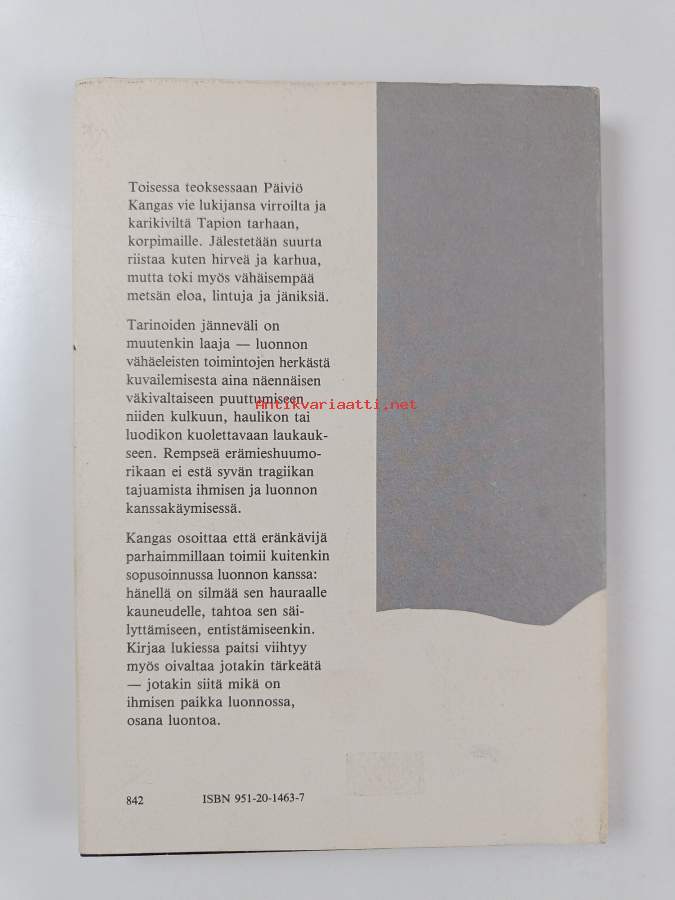 Toisessa teoksessaan Päiviö
Kangas vie lukijansa virroilta ja
karikiviltä Tapion tarhaan,
korpimaille. Jälestetään suurta
riistaa kuten hirveä ja karhua,
mutta toki myös vähäisempää
metsän eloa, lintuja ja jäniksiä.
Tarinoiden jänneväli on
muutenkin laaja — luonnon
vähäeleisten toimintojen herkästä
kuvailemisesta aina näennäisen
väkivaltaiseen puuttumiseen
Antikvariaatti.net
niiden kulkuun, haulikon tai
luodikon kuolettavaan laukauk-
seen. Rempseä erämieshuumo-
rikaan ei estä syvän tragiikan
tajuamista ihmisen ja luonnon
kanssakäymisessä.
Kangas osoittaa että eränkävijä
parhaimmillaan toimii kuitenkin
sopusoinnussa luonnon kanssa:
hänellä on silmää sen hauraalle
kauneudelle, tahtoa sen säi-
lyttämiseen, entistämiseenkin.
Kirjaa lukiessa paitsi viihtyy
myös oivaltaa jotakin tärkeätä
— jotakin siitä mikä on
ihmisen paikka luonnossa,
osana luontoa.
842 ISBN 951-20-1463-7